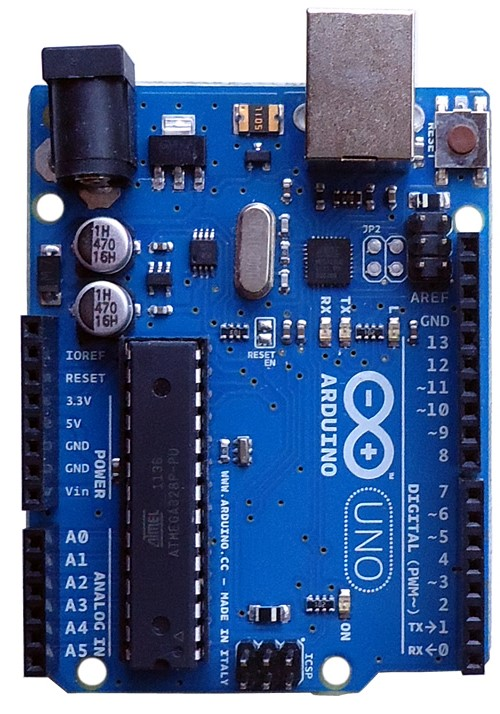 501L
RESET
1H
470
16H
JP2
1H
470
16H
RX
TX
L
RESET
EN
AREF
GND
13
12
~11
~10
~9
8
IOREF
RESET
3.3V
5V
GND
GND
Vin
POWER
ARDUINO
™
UNO
ATMEL 1136
ATMEGA328P-PU
WWW.ARDUINO.CC - MADE IN ITALY
DIGITAL (PWM~)
7
~6
~5
4
~3
2
TX→1
RX←0
A0
A1
A2
A3
A4
A5
ANALOG IN
ON
ICSP